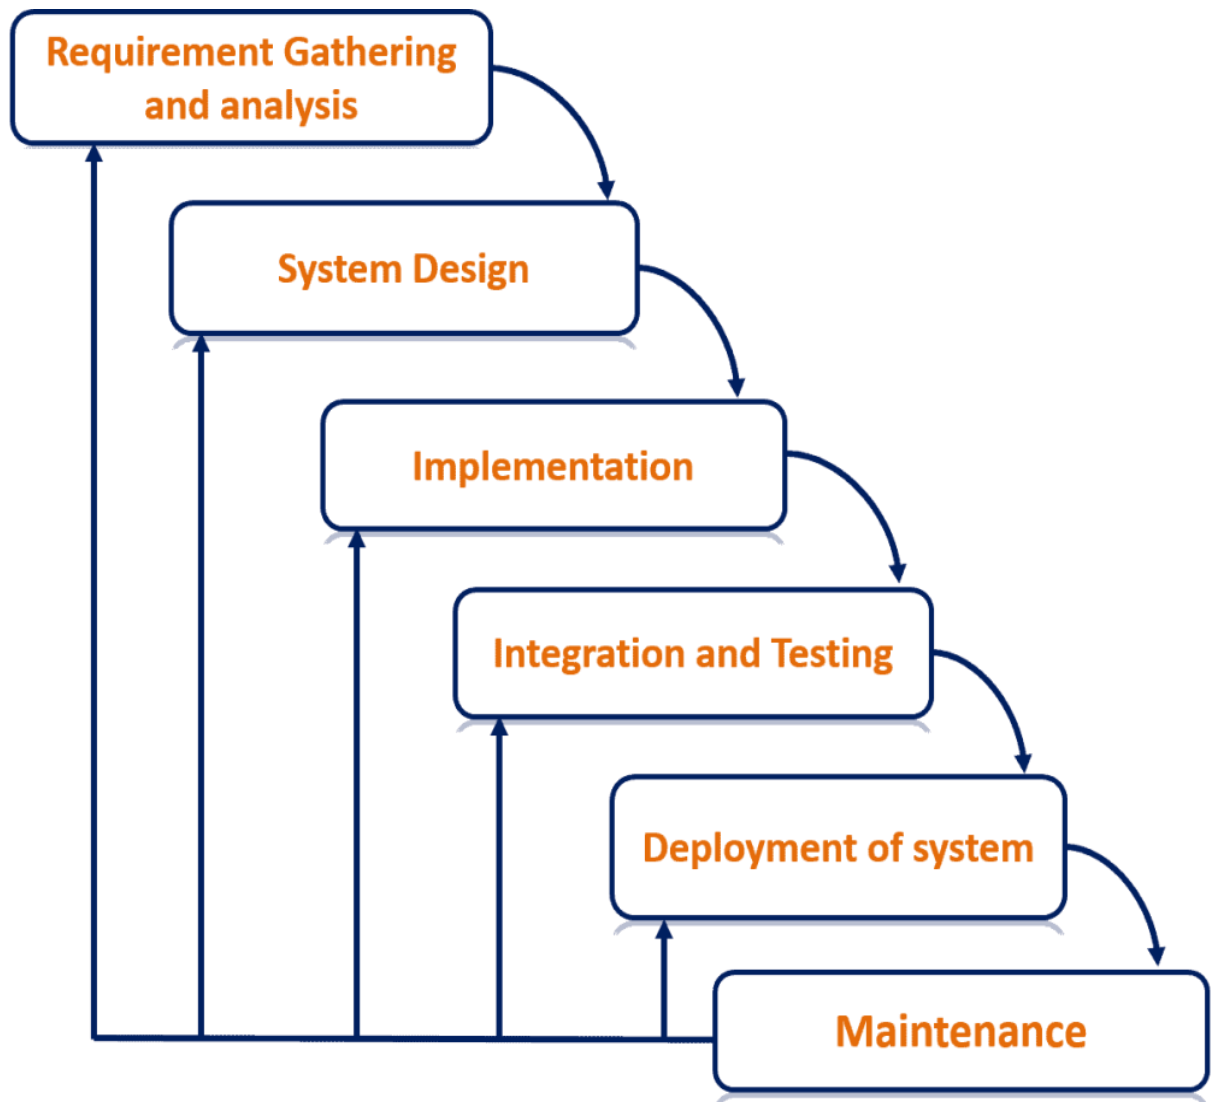 Requirement Gathering
and analysis
System Design
Implementation
Integration and Testing
Deployment of system
Maintenance